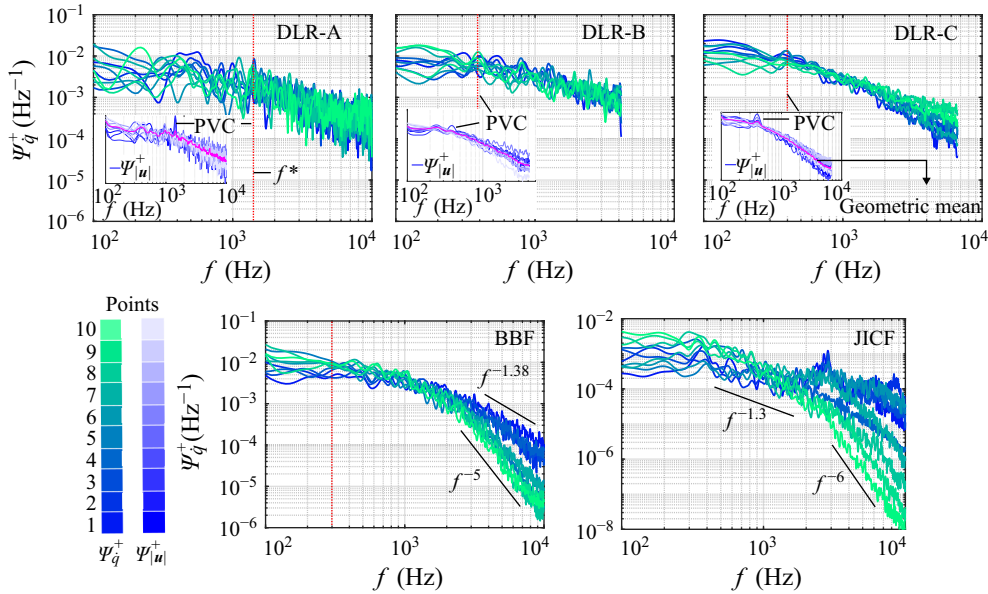 DLR-A
DLR-B
DLR-C
Ψ_q̇^+ (Hz^−1)
10^−1
10^−2
10^−3
10^−4
10^−5
10^−6
PVC
PVC
PVC
Ψ_|u|^+
Ψ_|u|^+
Ψ_|u|^+
f*
10^2 10^3 10^4
f (Hz)
10^2 10^3
f (Hz)
10^2 10^3 10^4
f (Hz)
Geometric mean
10^2 10^3 10^4
10^2 10^3 10^4
10^2 10^3 10^4
f (Hz)
f (Hz)
f (Hz)
Points
10
9
8
7
6
5
4
3
2
1
Ψ_q̇^+ Ψ_|u|^+
Ψ_q̇^+ (Hz^−1)
BBF
10^−1
10^−2
10^−3
10^−4
10^−5
10^−6
f^−1.38
f^−5
10^2 10^3 10^4
f (Hz)
JICF
10^−2
10^−4
10^−6
10^−8
f^−1.3
f^−6
10^2 10^3 10^4
f (Hz)